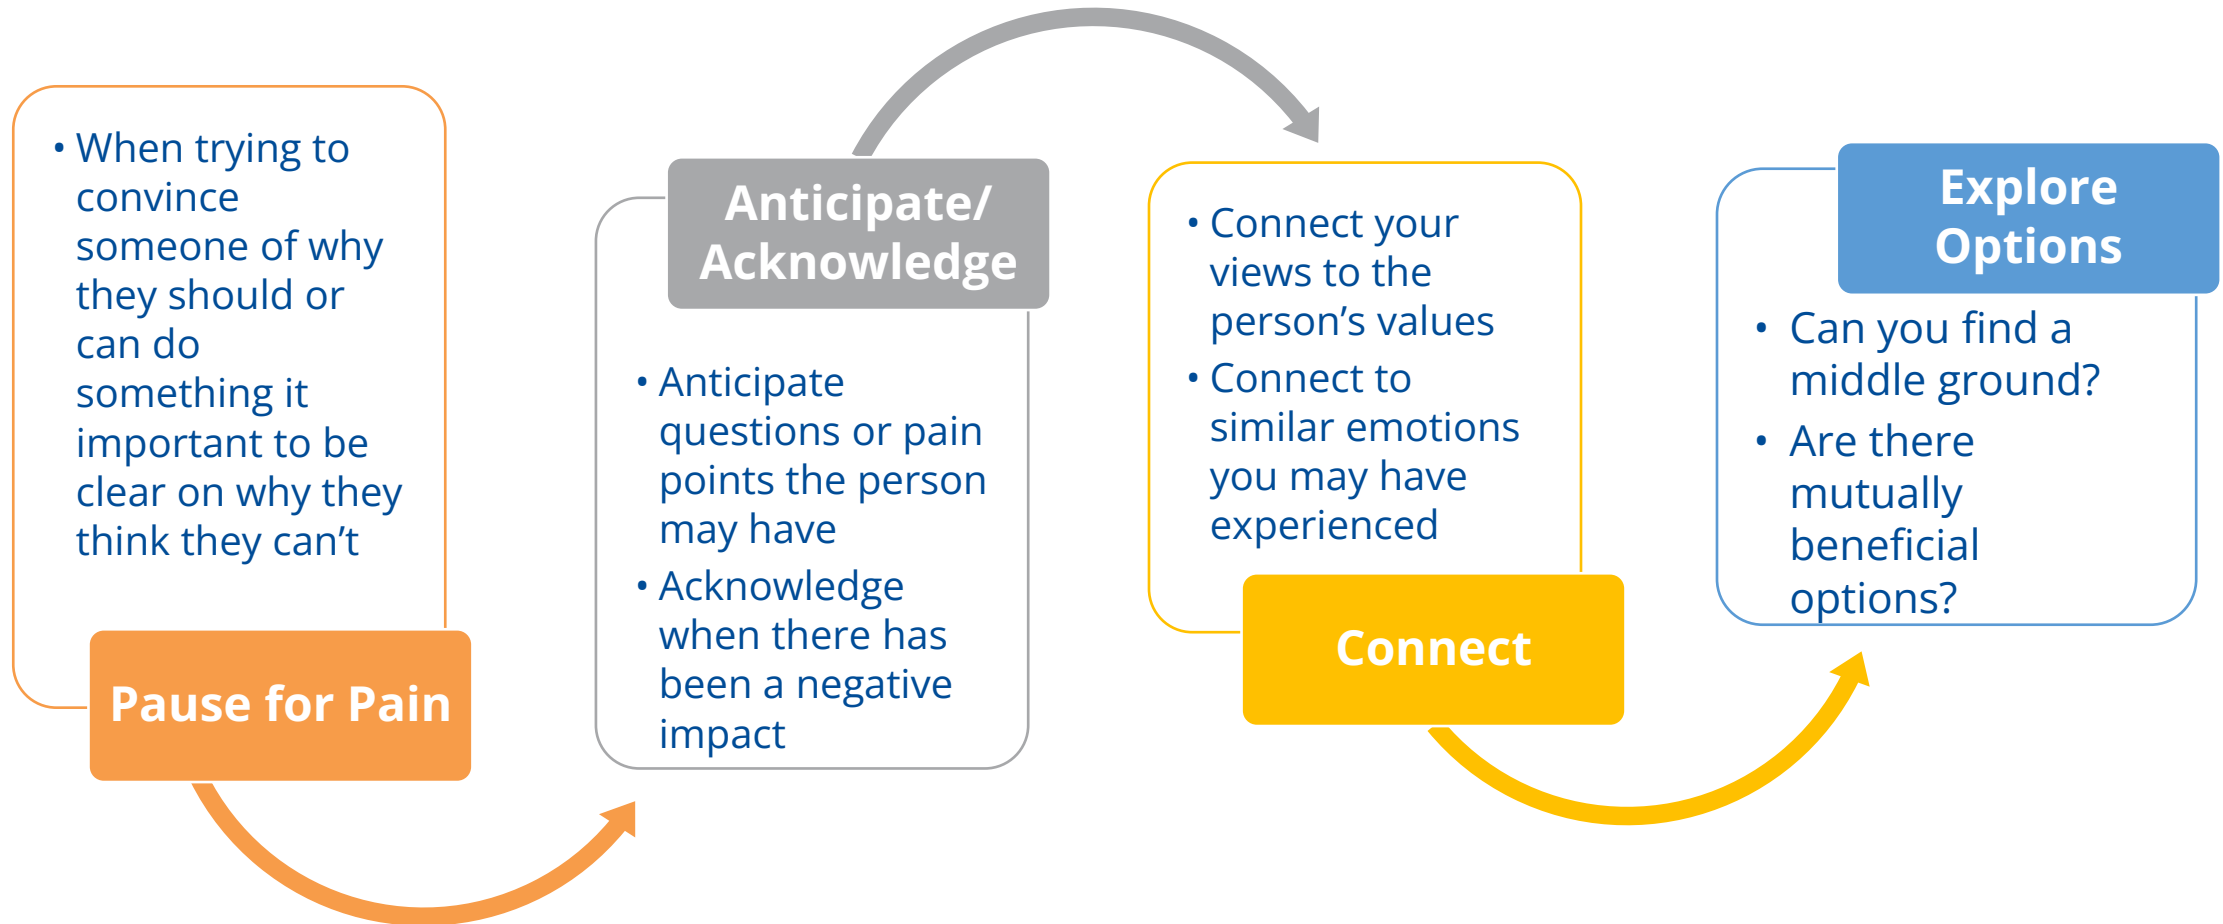 • When trying to
convince
someone of why
they should or
can do
something it
important to be
clear on why they
think they can’t
Pause for Pain
Anticipate/
Acknowledge
• Anticipate
questions or pain
points the person
may have
• Acknowledge
when there has
been a negative
impact
• Connect your
views to the
person’s values
• Connect to
similar emotions
you may have
experienced
Connect
Explore
Options
• Can you find a
middle ground?
• Are there
mutually
beneficial
options?